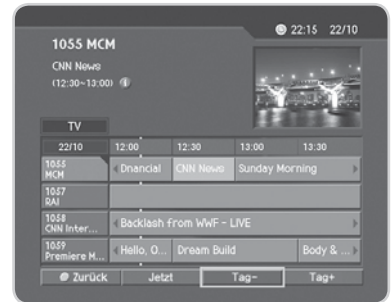 22:15 22/10
1055 MCM
CNN News
(12:30~13:00)
TV
22/10 12:00 12:30 13:00 13:30
1055 MCM Dnancial CNN News Sunday Morning
1057 RAI
1058 CNN Inter... Backlash from WWF - LIVE
1059 Premiere M... Hello, O... Dream Build Body & ...
Zurück Jetzt Tag- Tag+